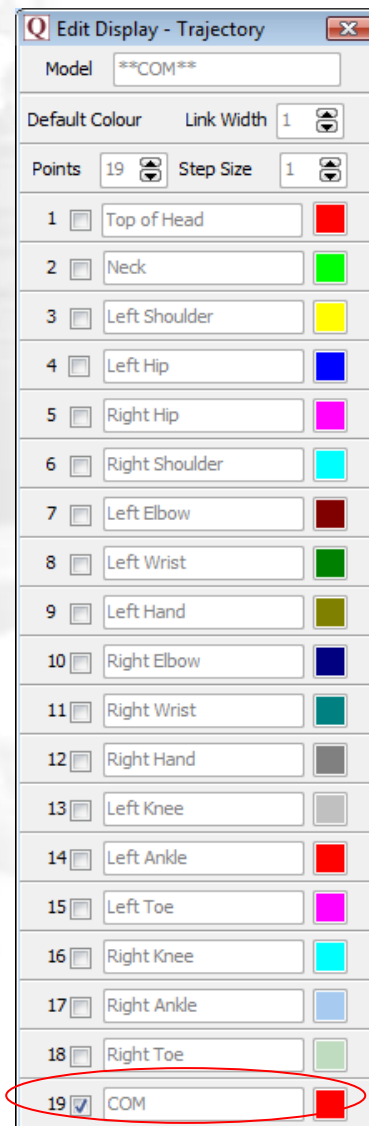 Q Edit Display - Trajectory
Model **COM**
Default Colour Link Width 1
Points 19 Step Size 1
1 Top of Head
2 Neck
3 Left Shoulder
4 Left Hip
5 Right Hip
6 Right Shoulder
7 Left Elbow
8 Left Wrist
9 Left Hand
10 Right Elbow
11 Right Wrist
12 Right Hand
13 Left Knee
14 Left Ankle
15 Left Toe
16 Right Knee
17 Right Ankle
18 Right Toe
19 COM